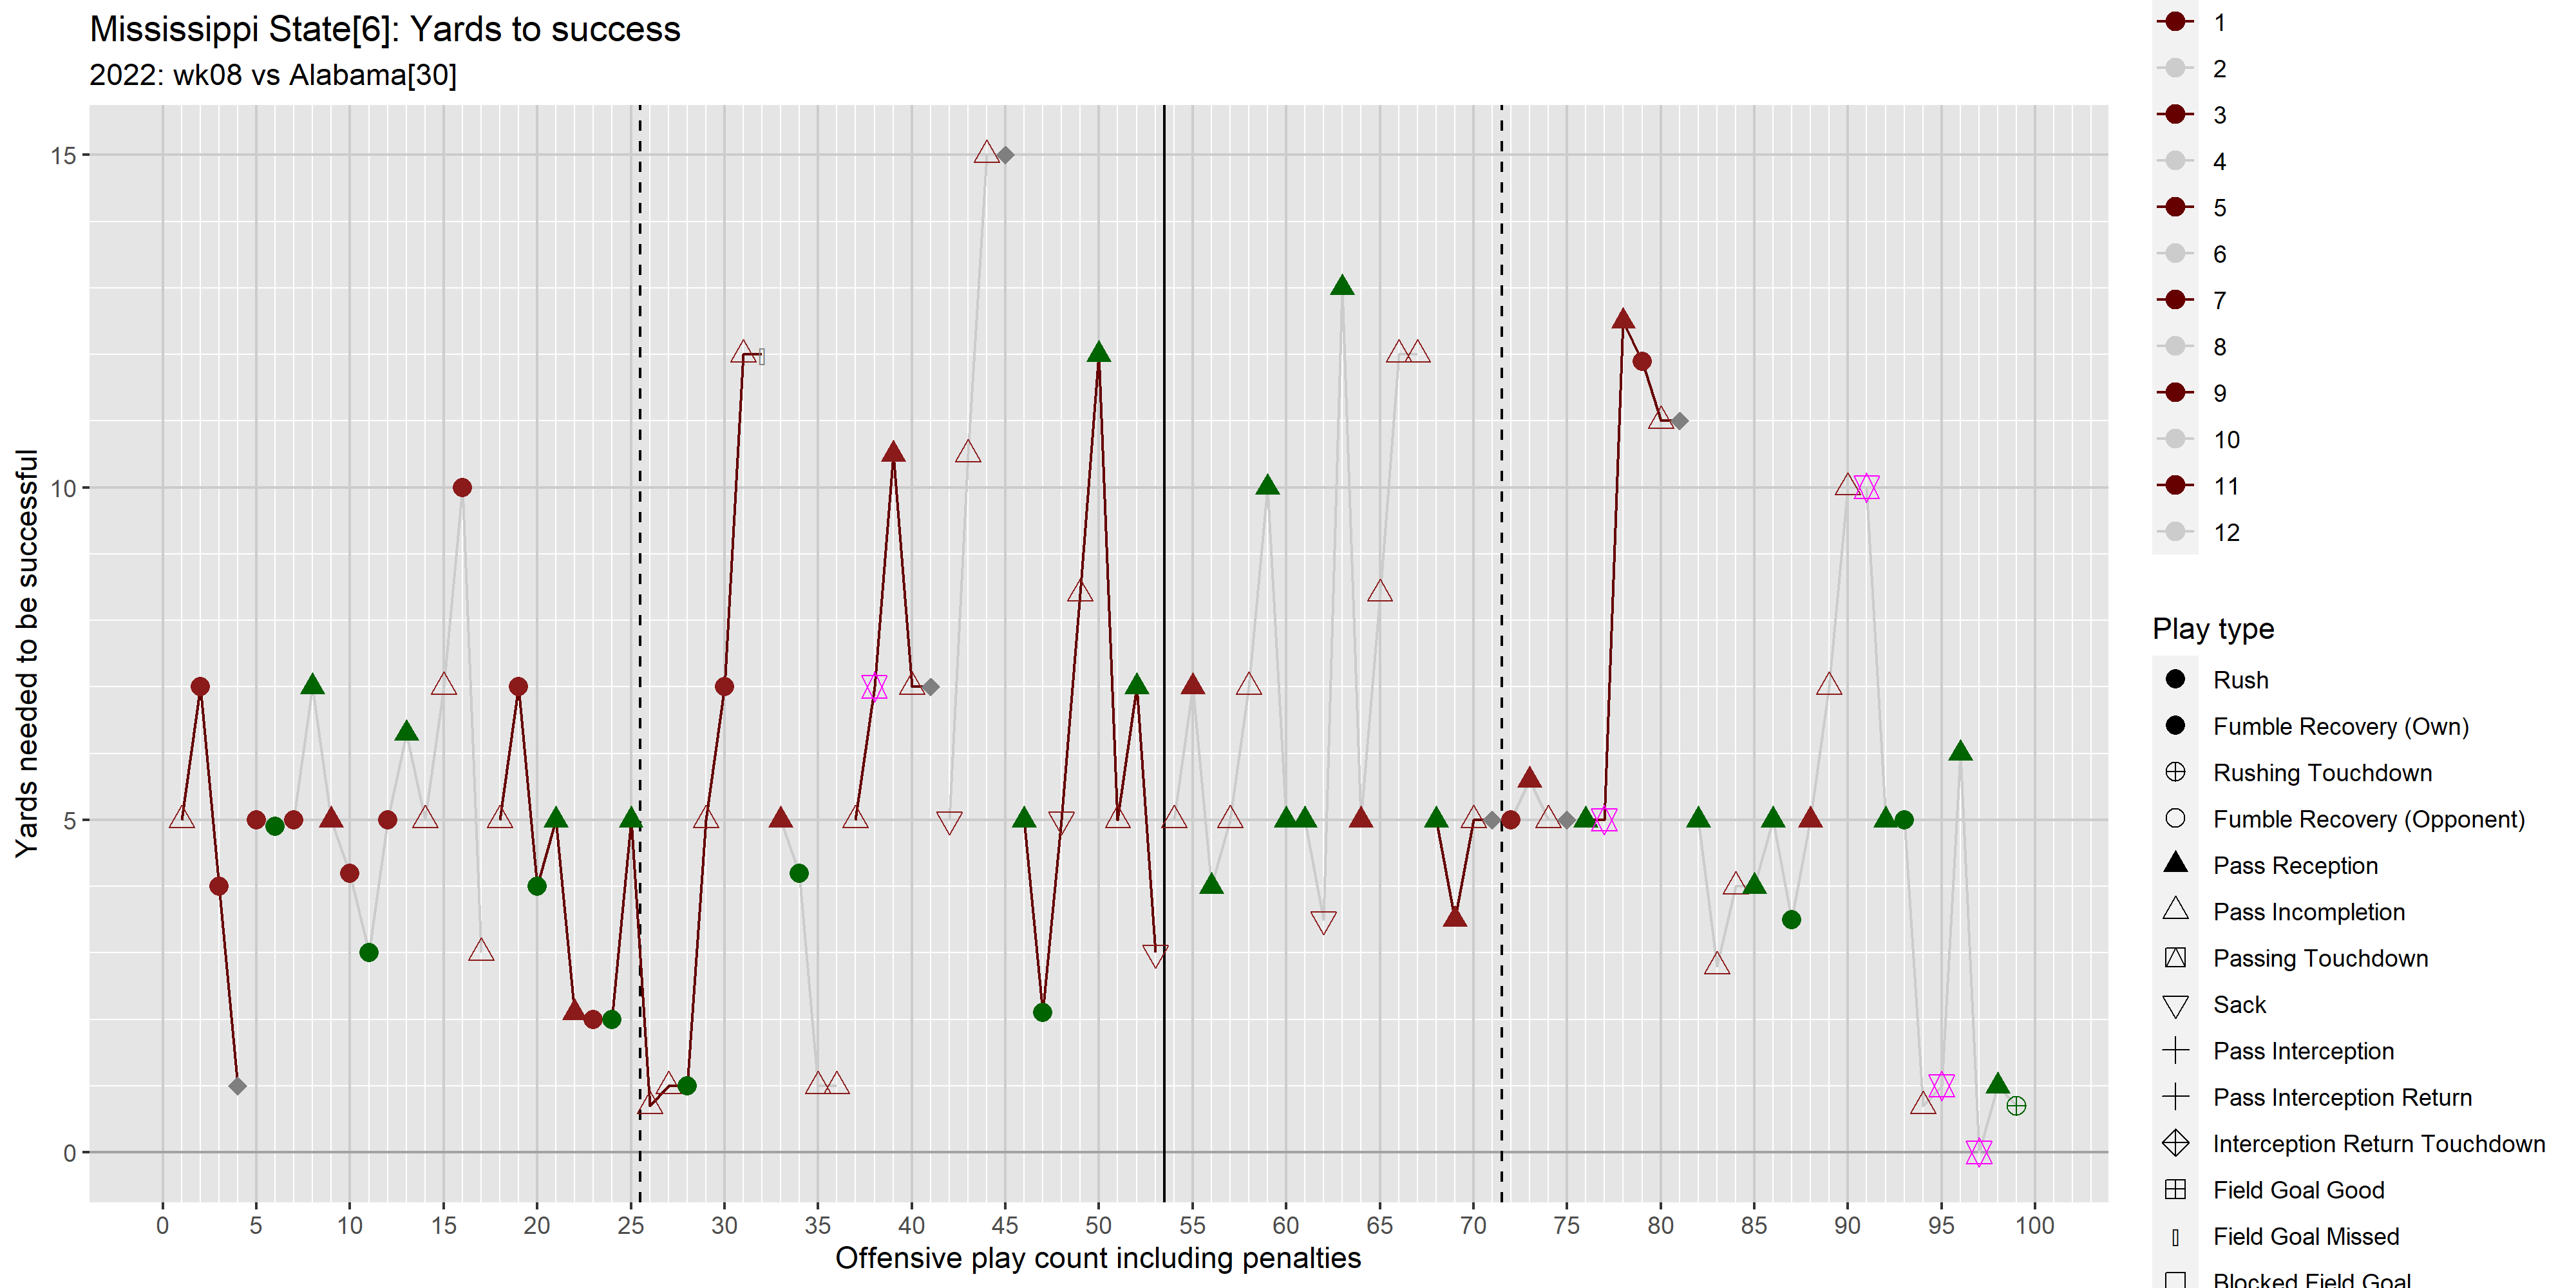 Mississippi State[6]: Yards to success
2022: wk08 vs Alabama[30]
Yards needed to be successful
15
10
5
0
0 5 10 15 20 25 30 35 40 45 50 55 60 65 70 75 80 85 90 95 100
Offensive play count including penalties
1
2
3
4
5
6
7
8
9
10
11
12
Play type
Rush
Fumble Recovery (Own)
Rushing Touchdown
Fumble Recovery (Opponent)
Pass Reception
Pass Incompletion
Passing Touchdown
Sack
Pass Interception
Pass Interception Return
Interception Return Touchdown
Field Goal Good
Field Goal Missed
Blocked Field Goal